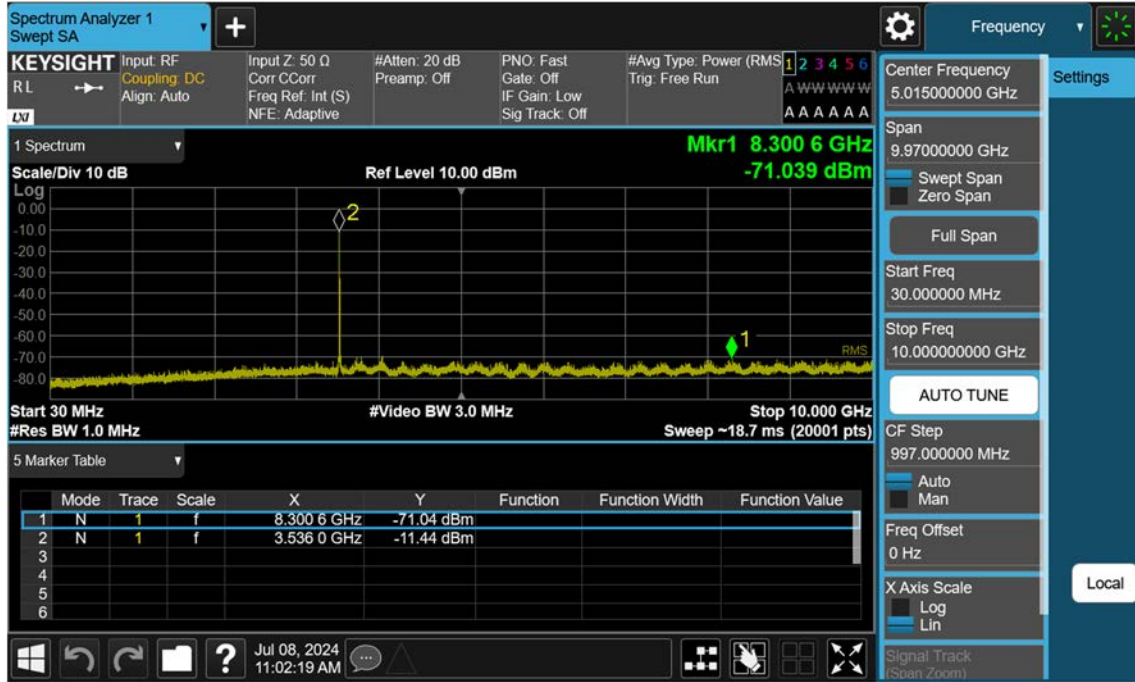 Spectrum Analyzer 1
Swept SA
+
Frequency
KEYSIGHT
R L
LXI
Input: RF
Coupling: DC
Align: Auto
Input Z: 50 Ω
Corr CCorr
Freq Ref: Int (S)
NFE: Adaptive
#Atten: 20 dB
Preamp: Off
PNO: Fast
Gate: Off
IF Gain: Low
Sig Track: Off
#Avg Type: Power (RMS
Trig: Free Run
1 2 3 4 5 6
A W W W W W
A A A A A A
1 Spectrum
Scale/Div 10 dB
Ref Level 10.00 dBm
Mkr1 8.300 6 GHz
-71.039 dBm
Log
0.00
-10.0
-20.0
-30.0
-40.0
-50.0
-60.0
-70.0
-80.0
2
1
RMS
Start 30 MHz
#Video BW 3.0 MHz
Stop 10.000 GHz
#Res BW 1.0 MHz
Sweep ~18.7 ms (20001 pts)
5 Marker Table
Mode Trace Scale X Y Function Function Width Function Value
1 N 1 f 8.300 6 GHz -71.04 dBm
2 N 1 f 3.536 0 GHz -11.44 dBm
3
4
5
6
?
Jul 08, 2024
11:02:19 AM
Center Frequency
5.015000000 GHz
Settings
Span
9.97000000 GHz
Swept Span
Zero Span
Full Span
Start Freq
30.000000 MHz
Stop Freq
10.000000000 GHz
AUTO TUNE
CF Step
997.000000 MHz
Auto
Man
Freq Offset
0 Hz
X Axis Scale
Log
Lin
Local
Signal Track
(Span Zoom)